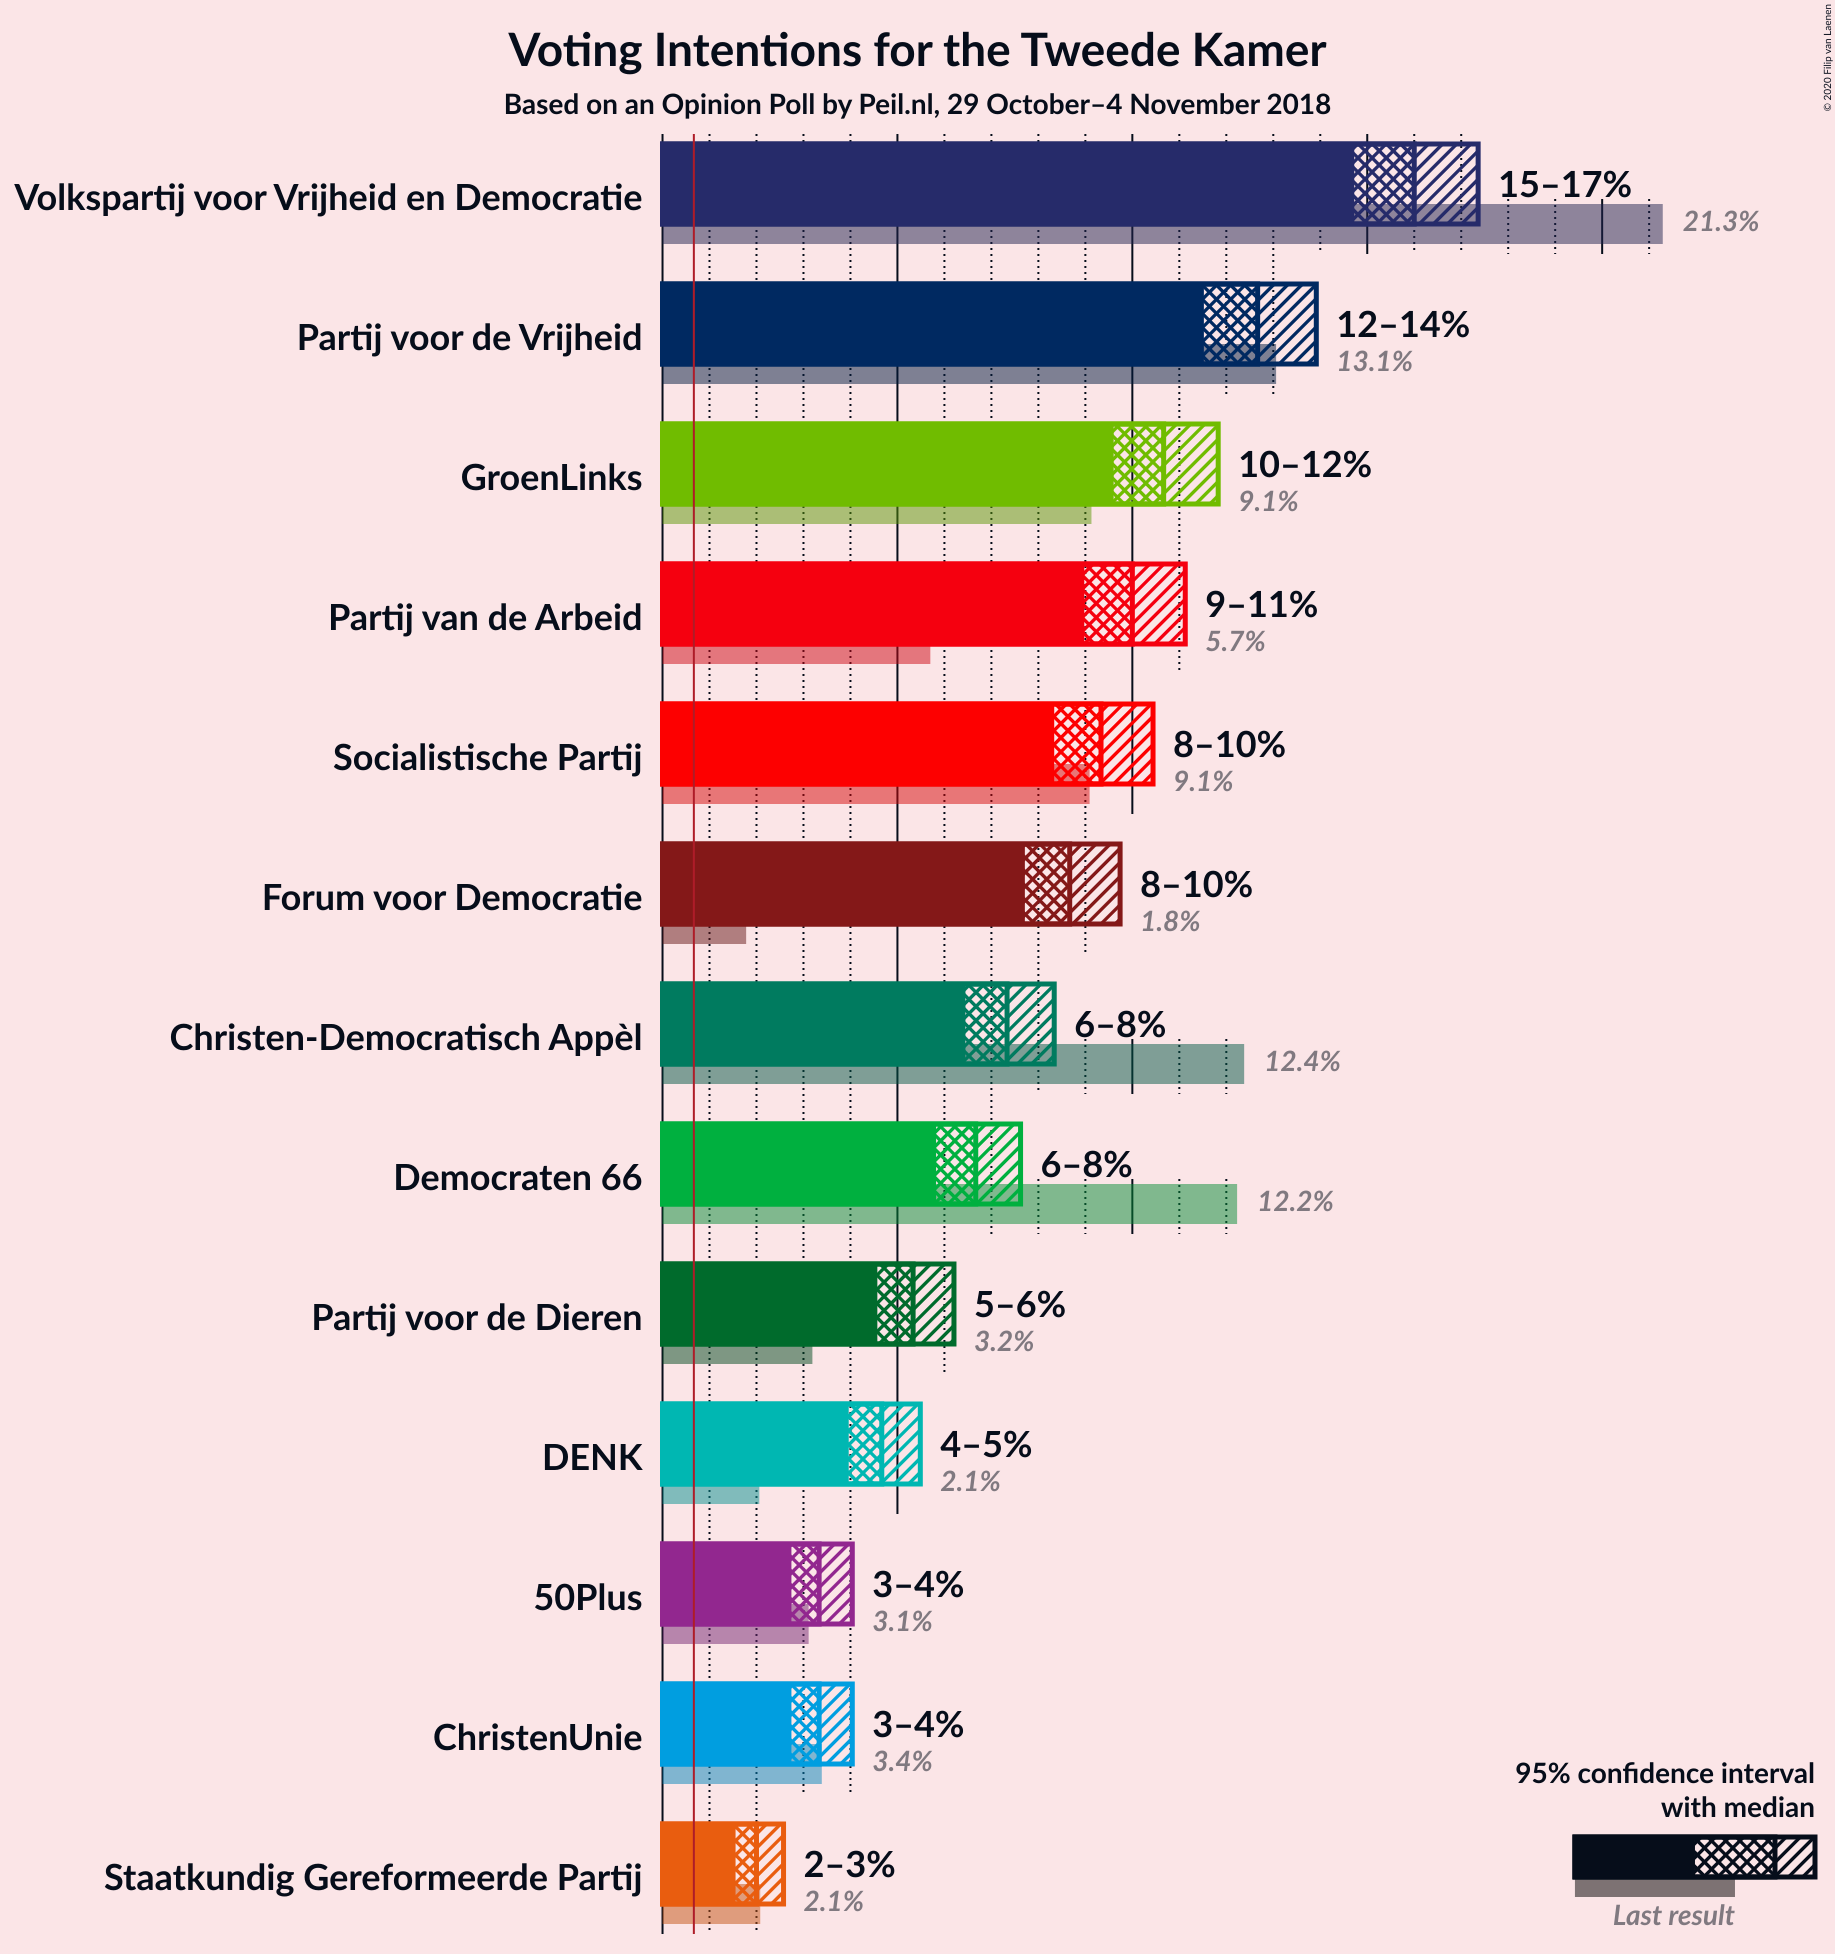 Voting Intentions for the Tweede Kamer
Based on an Opinion Poll by Peil.nl, 29 October–4 November 2018
© 2020 Filip van Laenen
Volkspartij voor Vrijheid en Democratie
15–17%
21.3%
Partij voor de Vrijheid
12–14%
13.1%
GroenLinks
10–12%
9.1%
Partij van de Arbeid
9–11%
5.7%
Socialistische Partij
8–10%
9.1%
Forum voor Democratie
8–10%
1.8%
Christen-Democratisch Appèl
6–8%
12.4%
Democraten 66
6–8%
12.2%
Partij voor de Dieren
5–6%
3.2%
DENK
4–5%
2.1%
50Plus
3–4%
3.1%
ChristenUnie
3–4%
3.4%
Staatkundig Gereformeerde Partij
2–3%
2.1%
95% confidence interval
with median
Last result